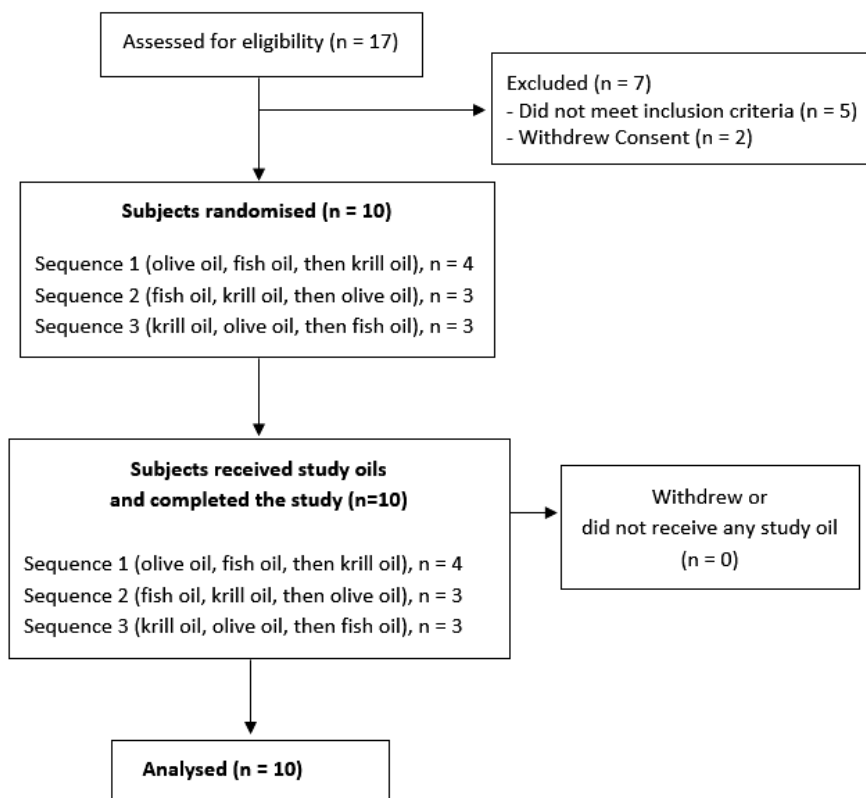 Assessed for eligibility (n = 17)
Excluded (n = 7)
- Did not meet inclusion criteria (n = 5)
- Withdrew Consent (n = 2)
Subjects randomised (n = 10)
Sequence 1 (olive oil, fish oil, then krill oil), n = 4
Sequence 2 (fish oil, krill oil, then olive oil), n = 3
Sequence 3 (krill oil, olive oil, then fish oil), n = 3
Subjects received study oils
and completed the study (n=10)
Sequence 1 (olive oil, fish oil, then krill oil), n = 4
Sequence 2 (fish oil, krill oil, then olive oil), n = 3
Sequence 3 (krill oil, olive oil, then fish oil), n = 3
Withdrew or
did not receive any study oil
(n = 0)
Analysed (n = 10)